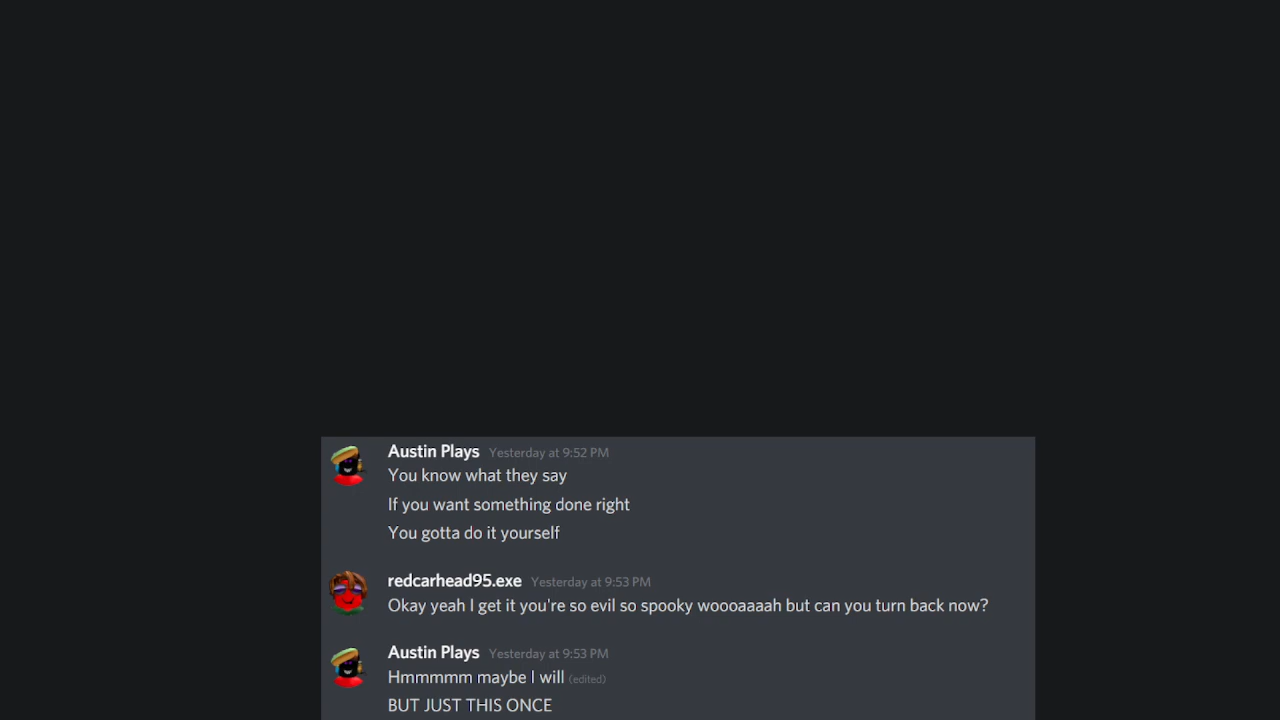 Austin Plays Yesterday at 9:52 PM
You know what they say
If you want something done right
You gotta do it yourself
redcarhead95.exe Yesterday at 9:53 PM
Okay yeah I get it you're so evil so spooky woooaaaah but can you turn back now?
Austin Plays Yesterday at 9:53 PM
Hmmmmm maybe I will (edited)
BUT JUST THIS ONCE